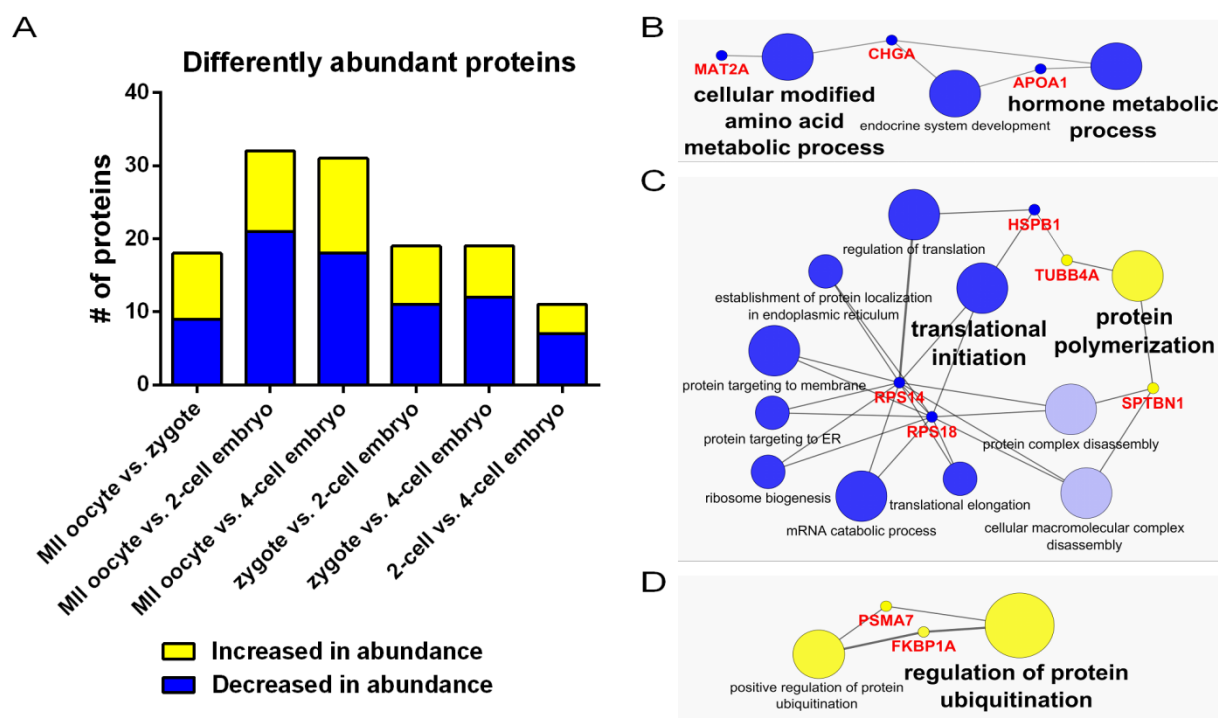 A
Differently abundant proteins
# of proteins
40
30
20
10
0
MII oocyte vs. zygote
MII oocyte vs. 2-cell embryo
MII oocyte vs. 4-cell embryo
zygote vs. 2-cell embryo
zygote vs. 4-cell embryo
2-cell vs. 4-cell embryo
Increased in abundance
Decreased in abundance
B
MAT2A
CHGA
APOA1
cellular modified
amino acid
metabolic process
endocrine system development
hormone metabolic
process
C
HSPB1
regulation of translation
TUBB4A
establishment of protein localization
in endoplasmic reticulum
translational
initiation
protein
polymerization
protein targeting to membrane
RPS14
SPTBN1
RPS18
protein targeting to ER
protein complex disassembly
ribosome biogenesis
translational elongation
mRNA catabolic process
cellular macromolecular complex
disassembly
D
PSMA7
FKBP1A
positive regulation of protein
ubiquitination
regulation of protein
ubiquitination